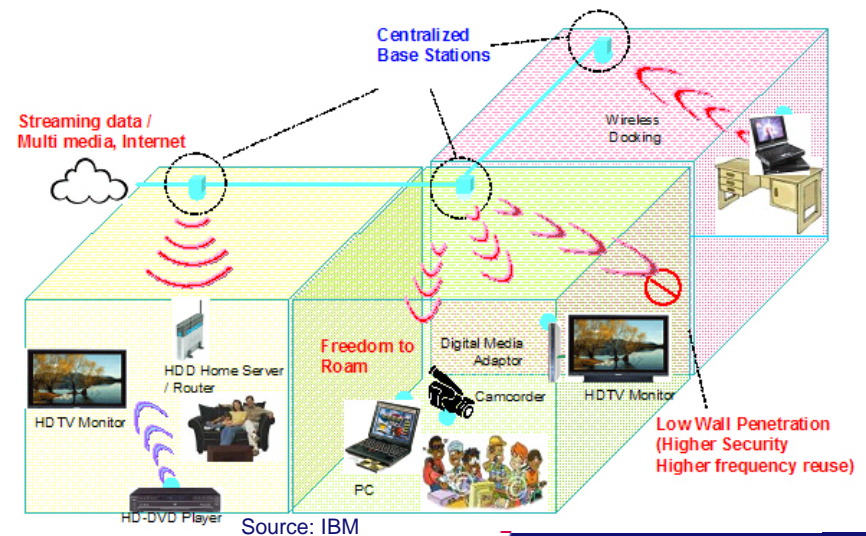 Centralized
Base Stations
Streaming data /
Multi media, Internet
Wireless
Docking
Freedom to
Roam
Digital Media
Adaptor
HDD Home Server
/ Router
HDTV Monitor
Camcorder
HDTV Monitor
Low Wall Penetration
(Higher Security
Higher frequency reuse)
PC
HD-DVD Player
Source: IBM